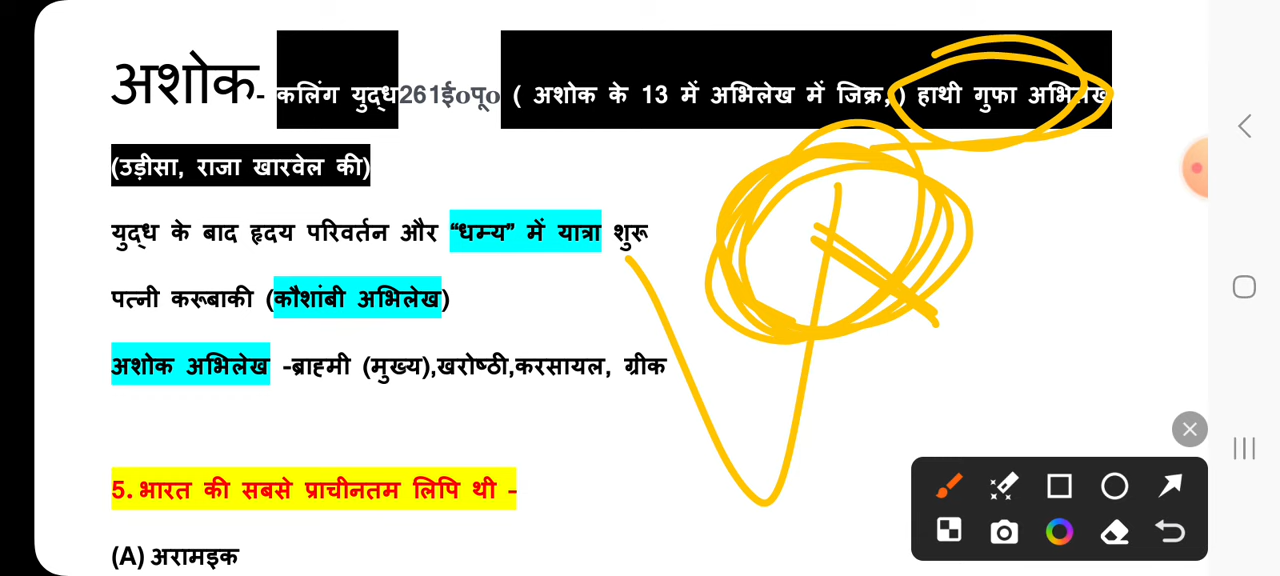 अशोक- कलिंग युद्ध261ई०पू० ( अशोक के 13 में अभिलेख में जिक्र,) हाथी गुफा अभिलेख
(उड़ीसा, राजा खारवेल की)
युद्ध के बाद हृदय परिवर्तन और “धम्य” में यात्रा शुरू
पत्नी करूबाकी (कौशांबी अभिलेख)
अशोक अभिलेख -ब्राह्मी (मुख्य),खरोष्ठी,करसायल, ग्रीक
5. भारत की सबसे प्राचीनतम लिपि थी -
(A) अरामइक